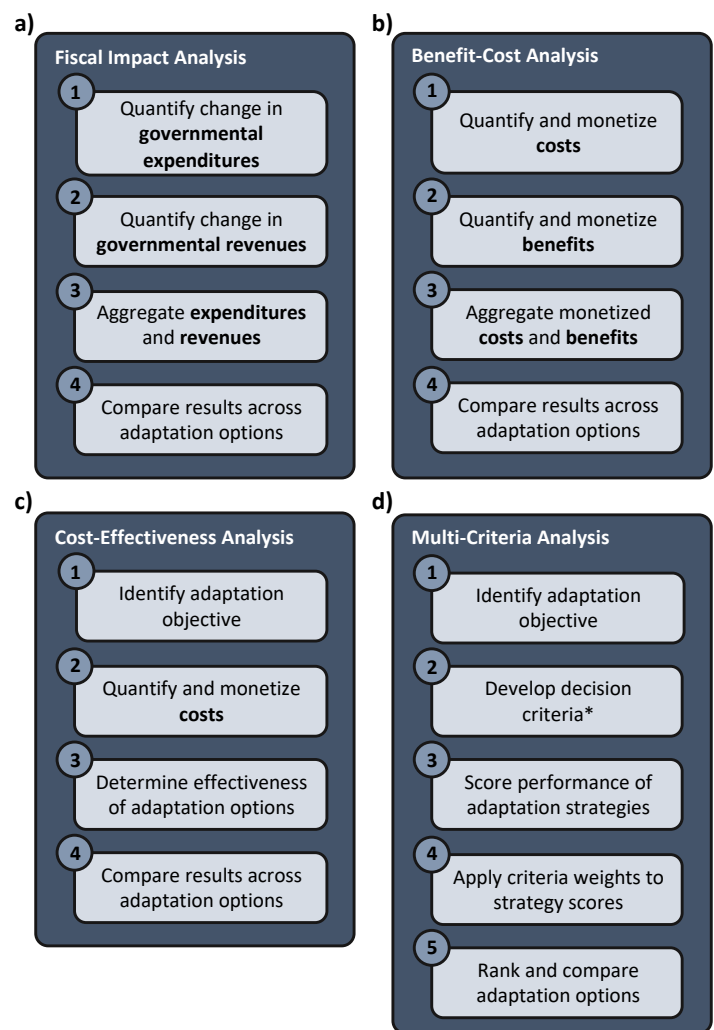 a)
Fiscal Impact Analysis
1
Quantify change in
governmental
expenditures
2
Quantify change in
governmental revenues
3
Aggregate expenditures
and revenues
4
Compare results across
adaptation options
b)
Benefit-Cost Analysis
1
Quantify and monetize
costs
2
Quantify and monetize
benefits
3
Aggregate monetized
costs and benefits
4
Compare results across
adaptation options
c)
Cost-Effectiveness Analysis
1
Identify adaptation
objective
2
Quantify and monetize
costs
3
Determine effectiveness
of adaptation options
4
Compare results across
adaptation options
d)
Multi-Criteria Analysis
1
Identify adaptation
objective
2
Develop decision
criteria*
3
Score performance of
adaptation strategies
4
Apply criteria weights to
strategy scores
5
Rank and compare
adaptation options